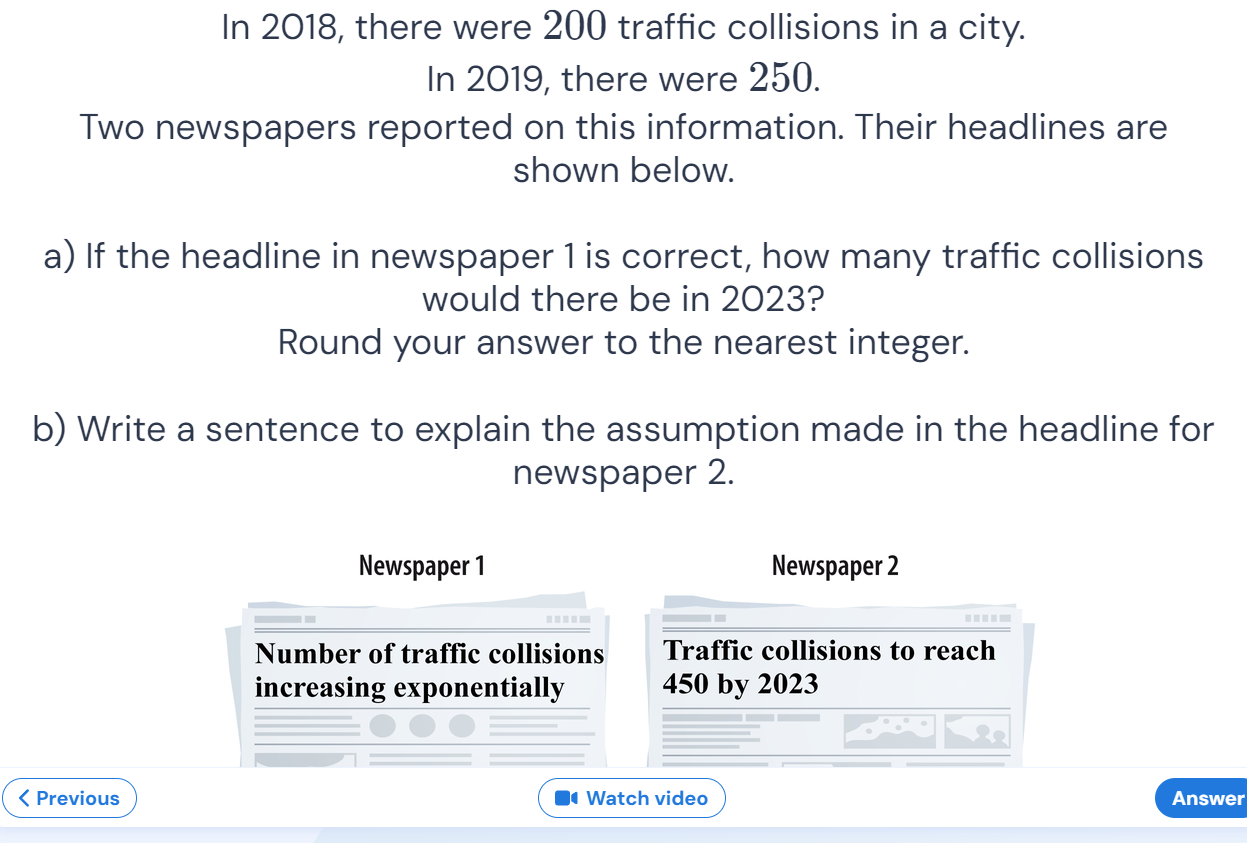 In 2018, there were 200 traffic collisions in a city.
In 2019, there were 250.
Two newspapers reported on this information. Their headlines are
shown below.
a) If the headline in newspaper 1 is correct, how many traffic collisions
would there be in 2023?
Round your answer to the nearest integer.
b) Write a sentence to explain the assumption made in the headline for
newspaper 2.
Newspaper 1
Number of traffic collisions
increasing exponentially
Newspaper 2
Traffic collisions to reach
450 by 2023
Previous
Watch video
Answer